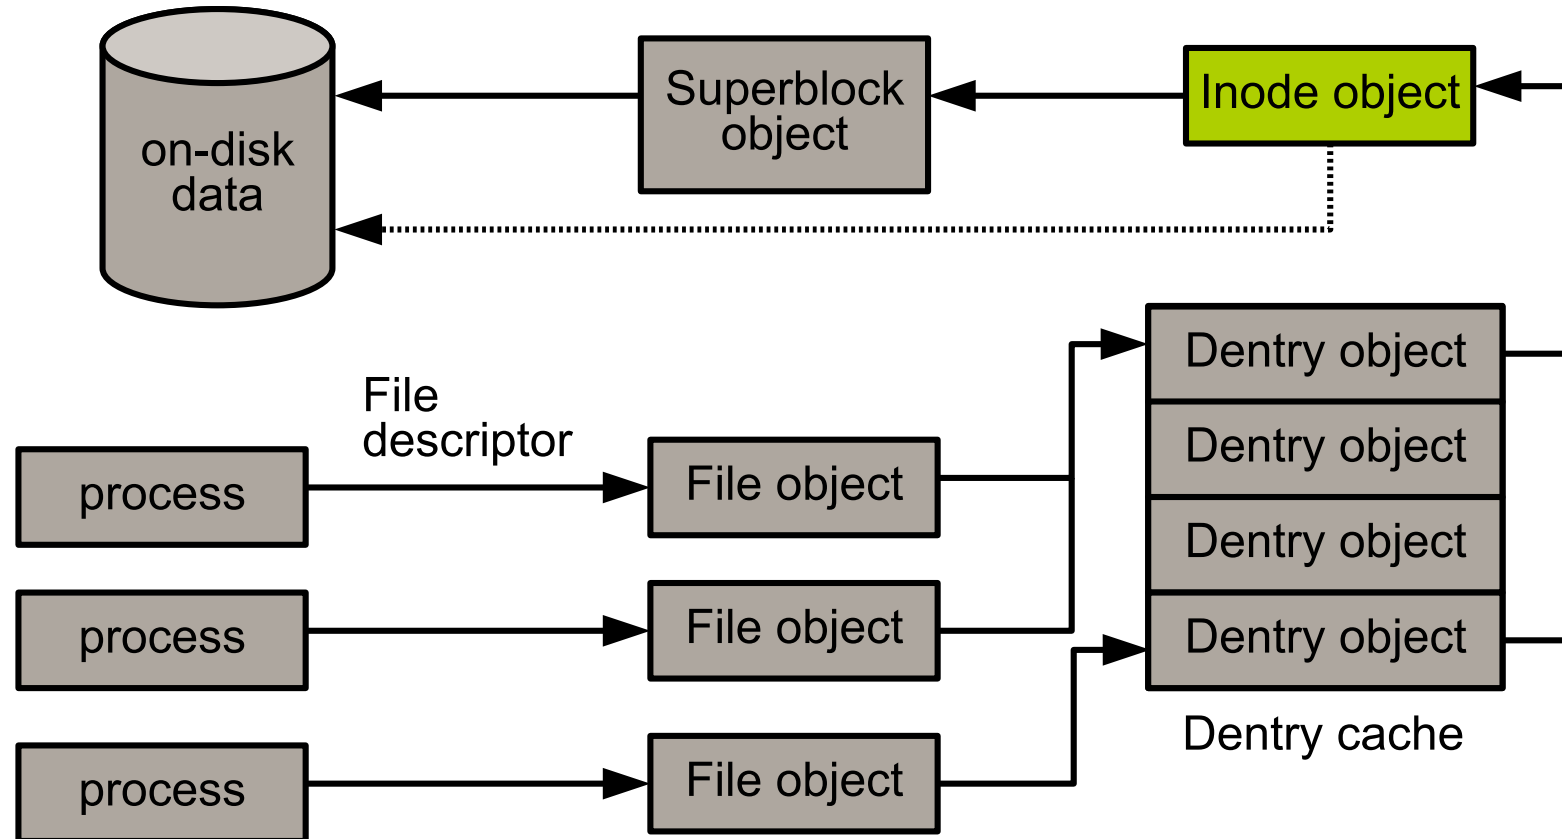 on-disk
data
Superblock
object
Inode object
File
descriptor
process
process
process
File object
File object
File object
Dentry object
Dentry object
Dentry object
Dentry object
Dentry cache